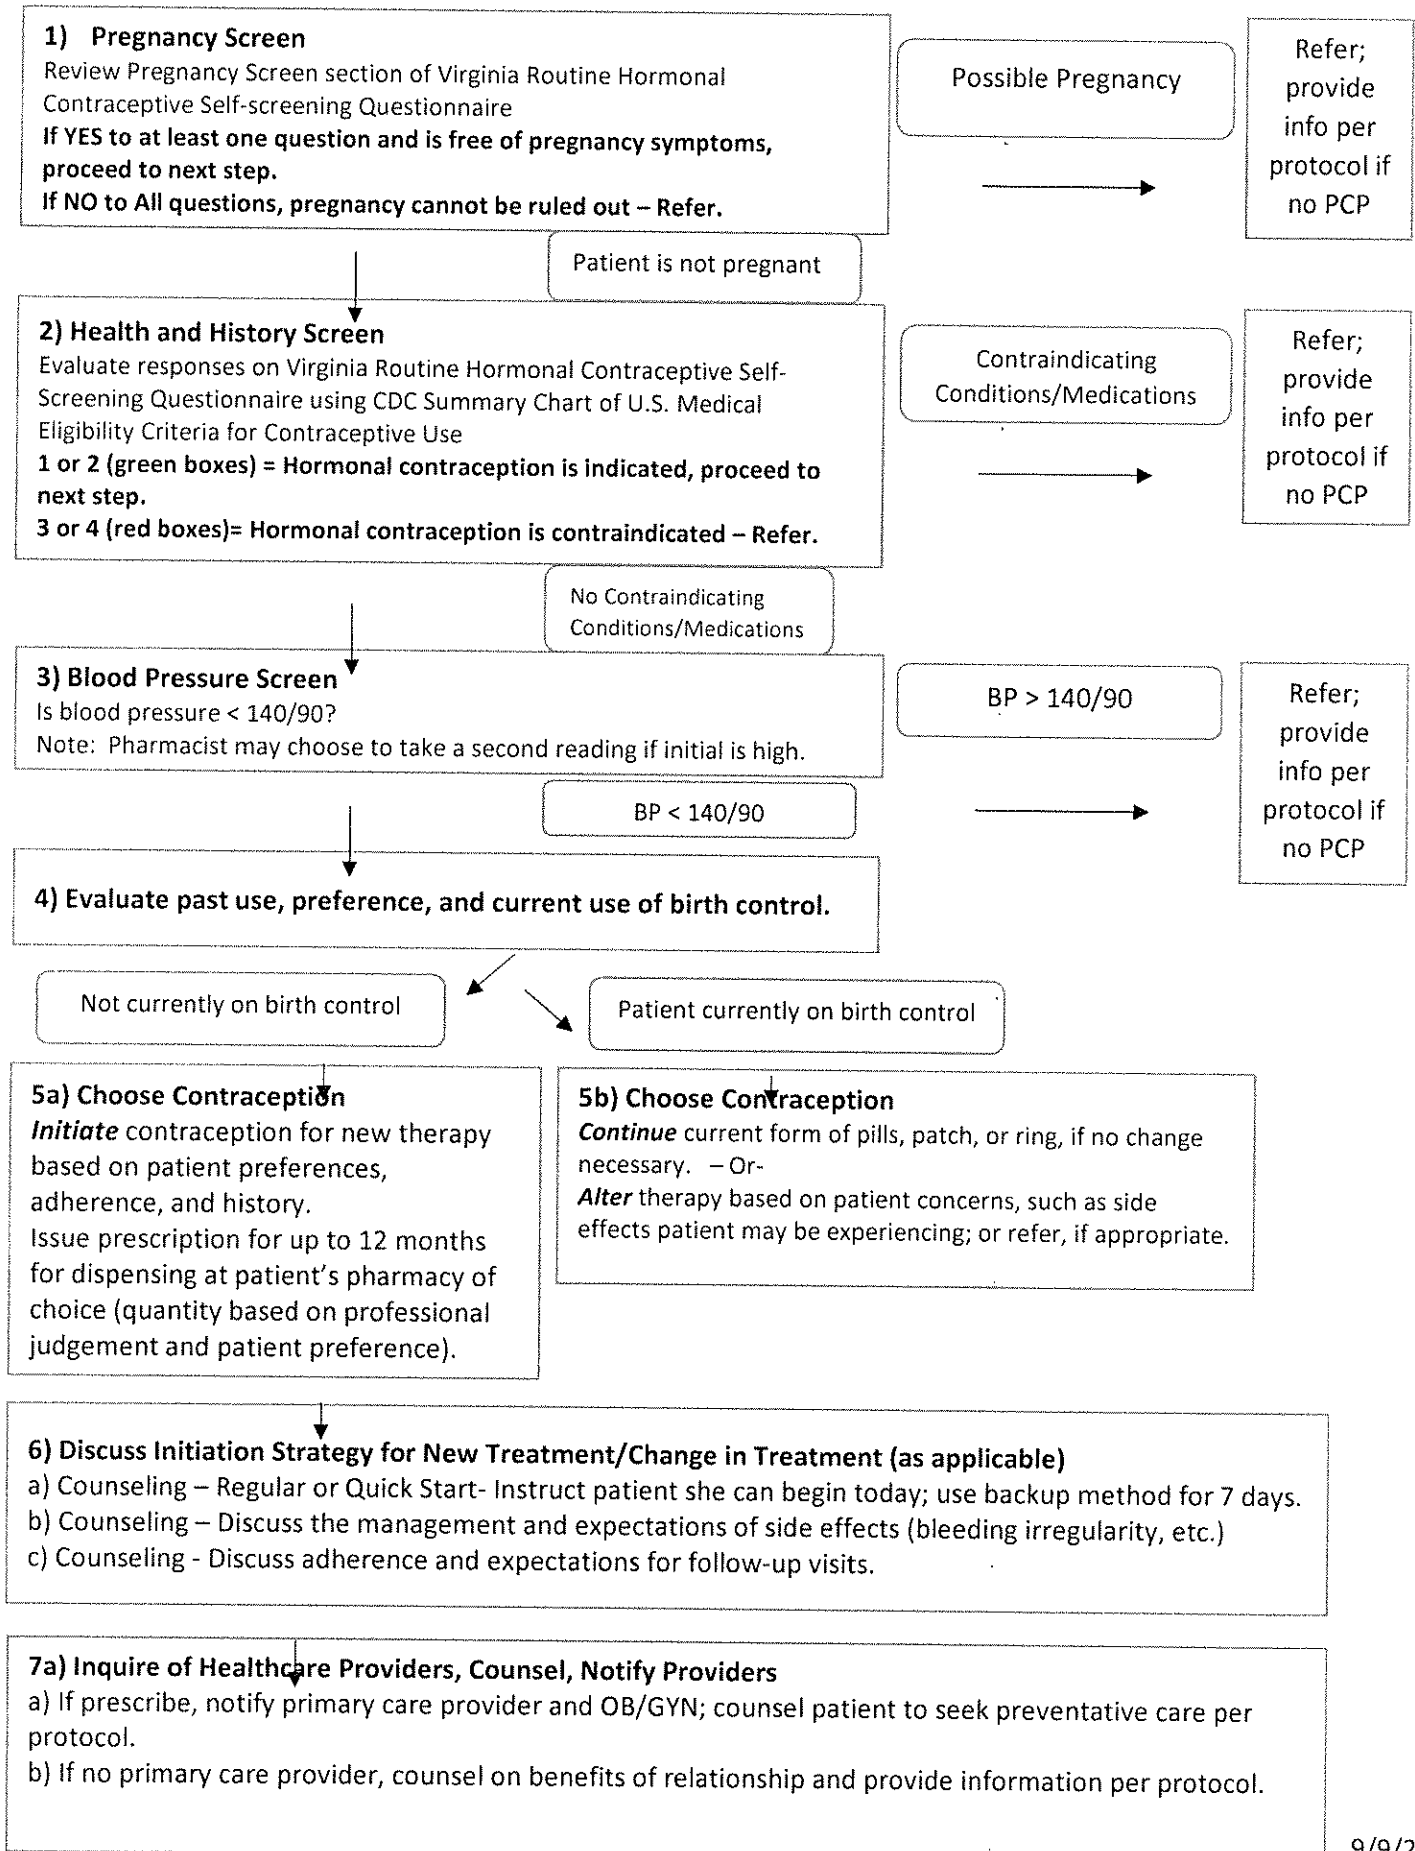 1) Pregnancy Screen
Review Pregnancy Screen section of Virginia Routine Hormonal
Contraceptive Self-screening Questionnaire
If YES to at least one question and is free of pregnancy symptoms,
proceed to next step.
If NO to All questions, pregnancy cannot be ruled out – Refer.
Possible Pregnancy
Refer;
provide
info per
protocol if
no PCP
Patient is not pregnant
2) Health and History Screen
Evaluate responses on Virginia Routine Hormonal Contraceptive Self-
Screening Questionnaire using CDC Summary Chart of U.S. Medical
Eligibility Criteria for Contraceptive Use
1 or 2 (green boxes) = Hormonal contraception is indicated, proceed to
next step.
3 or 4 (red boxes)= Hormonal contraception is contraindicated – Refer.
Contraindicating
Conditions/Medications
Refer;
provide
info per
protocol if
no PCP
No Contraindicating
Conditions/Medications
3) Blood Pressure Screen
Is blood pressure < 140/90?
Note: Pharmacist may choose to take a second reading if initial is high.
BP > 140/90
Refer;
provide
info per
protocol if
no PCP
BP < 140/90
4) Evaluate past use, preference, and current use of birth control.
Not currently on birth control
Patient currently on birth control
5a) Choose Contraception
Initiate contraception for new therapy
based on patient preferences,
adherence, and history.
Issue prescription for up to 12 months
for dispensing at patient's pharmacy of
choice (quantity based on professional
judgement and patient preference).
5b) Choose Contraception
Continue current form of pills, patch, or ring, if no change
necessary. – Or-
Alter therapy based on patient concerns, such as side
effects patient may be experiencing; or refer, if appropriate.
6) Discuss Initiation Strategy for New Treatment/Change in Treatment (as applicable)
a) Counseling – Regular or Quick Start- Instruct patient she can begin today; use backup method for 7 days.
b) Counseling – Discuss the management and expectations of side effects (bleeding irregularity, etc.)
c) Counseling - Discuss adherence and expectations for follow-up visits.
7a) Inquire of Healthcare Providers, Counsel, Notify Providers
a) If prescribe, notify primary care provider and OB/GYN; counsel patient to seek preventative care per
protocol.
b) If no primary care provider, counsel on benefits of relationship and provide information per protocol.